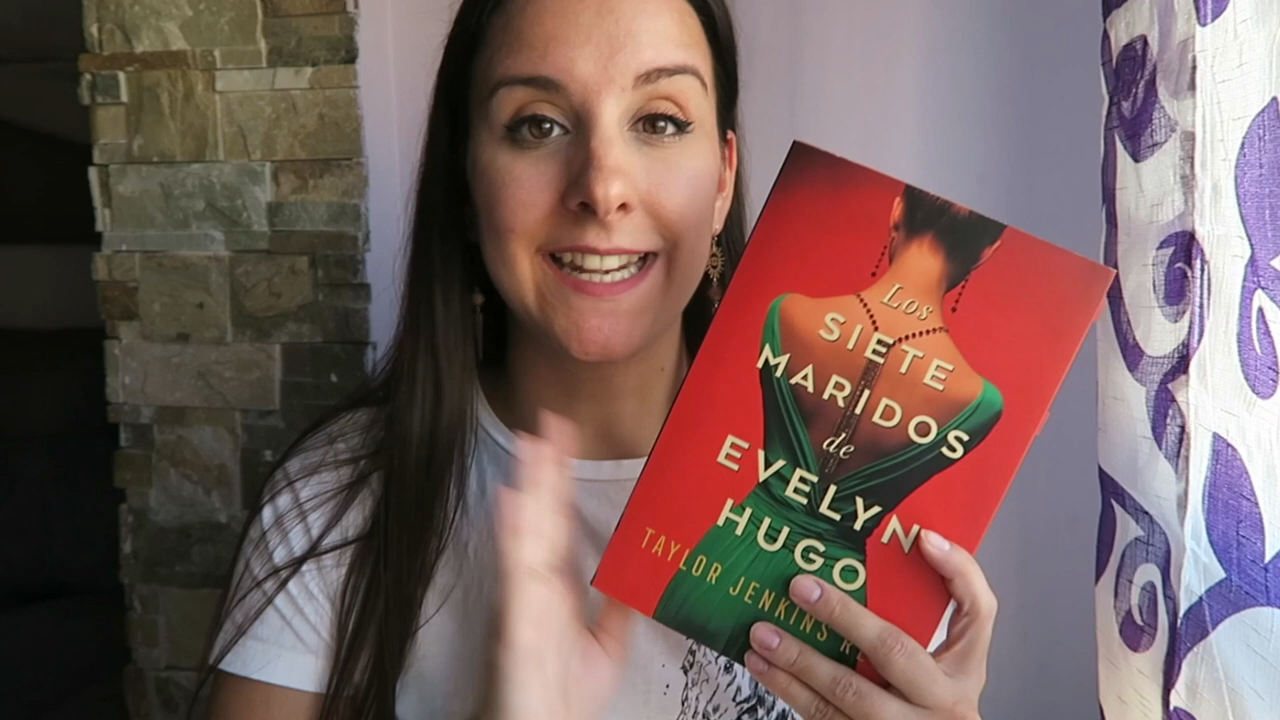 Los
SIETE
MARIDOS
de
EVELYN
HUGO
TAYLOR JENKINS